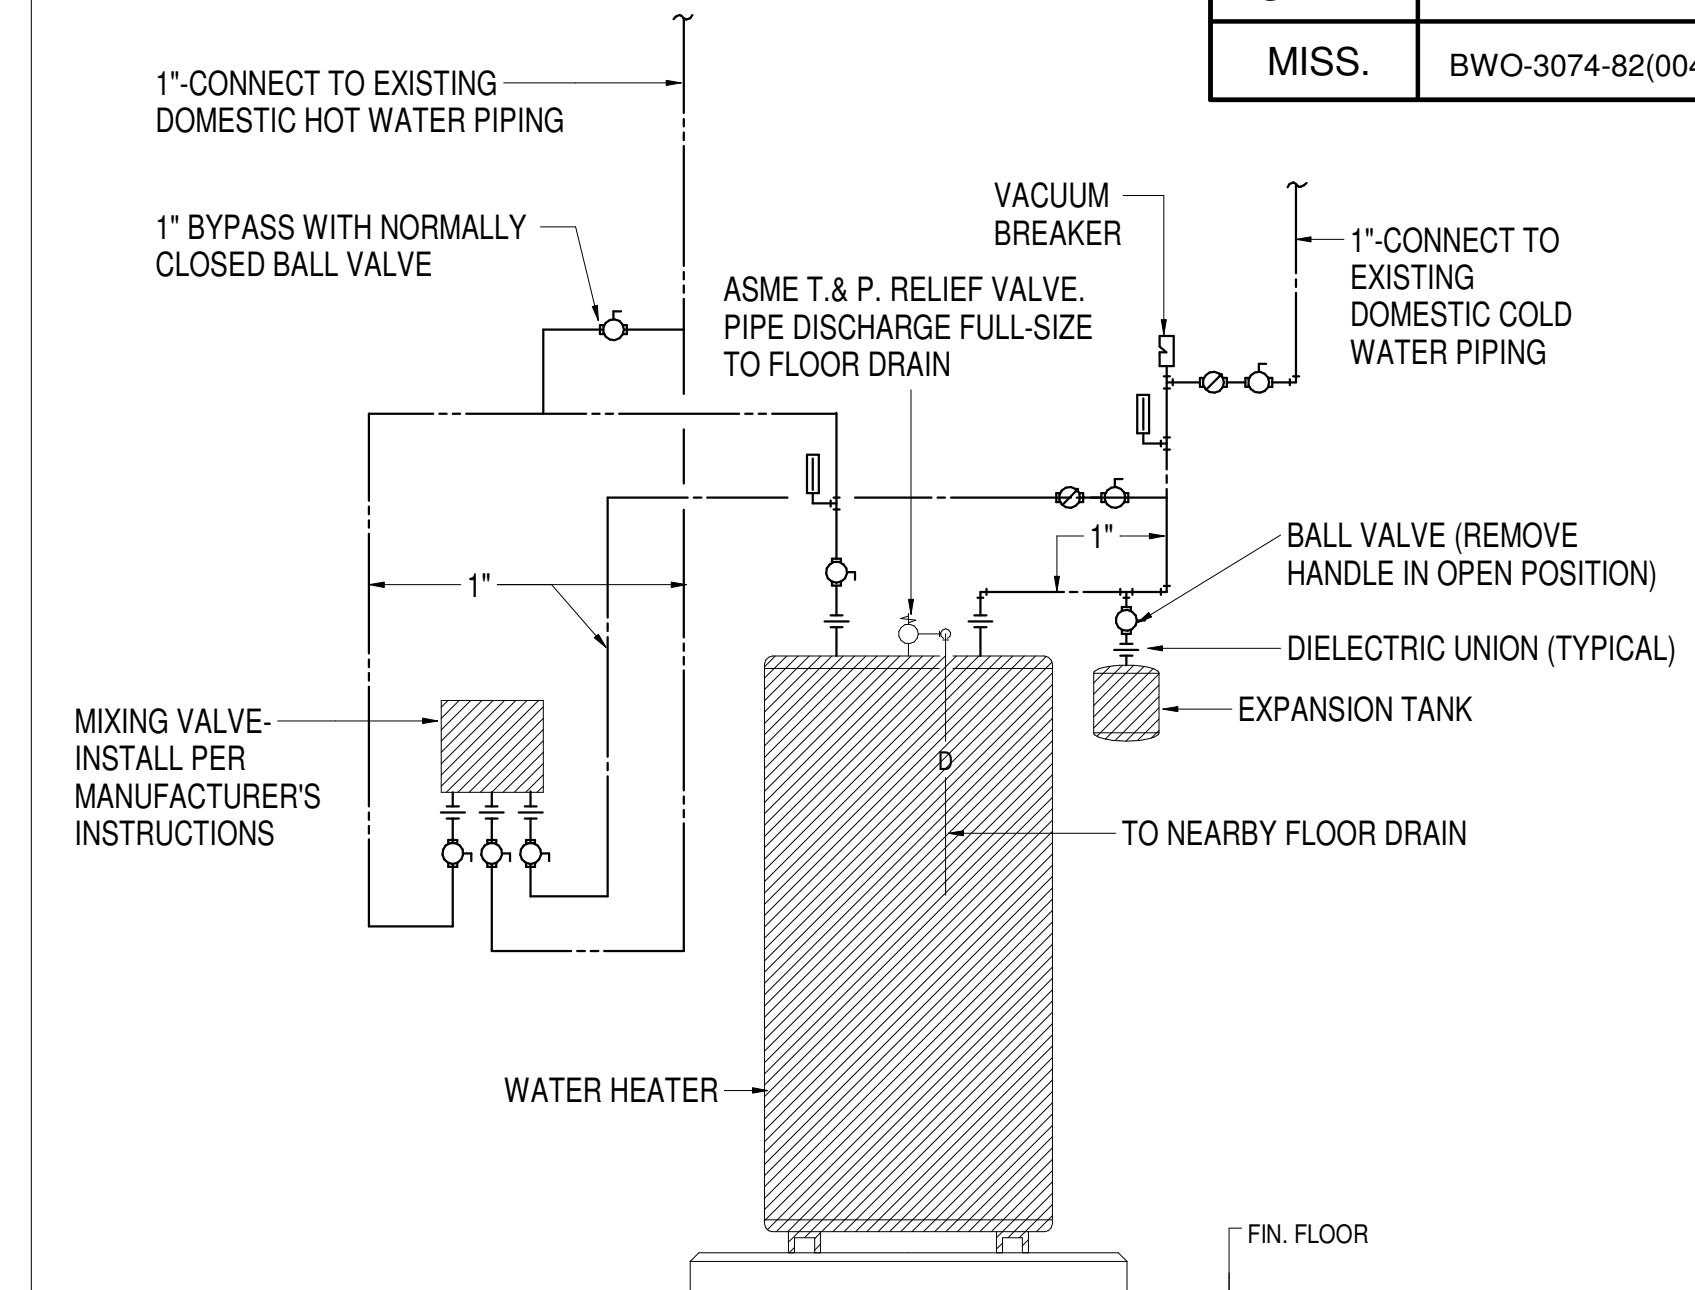 MISS.
BWO-3074-82(004
1"-CONNECT TO EXISTING
DOMESTIC HOT WATER PIPING
1" BYPASS WITH NORMALLY
CLOSED BALL VALVE
VACUUM
BREAKER
1"-CONNECT TO
EXISTING
DOMESTIC COLD
WATER PIPING
ASME T.& P. RELIEF VALVE.
PIPE DISCHARGE FULL-SIZE
TO FLOOR DRAIN
1"
BALL VALVE (REMOVE
HANDLE IN OPEN POSITION)
1"
DIELECTRIC UNION (TYPICAL)
EXPANSION TANK
MIXING VALVE-
INSTALL PER
MANUFACTURER'S
INSTRUCTIONS
D
TO NEARBY FLOOR DRAIN
WATER HEATER
FIN. FLOOR